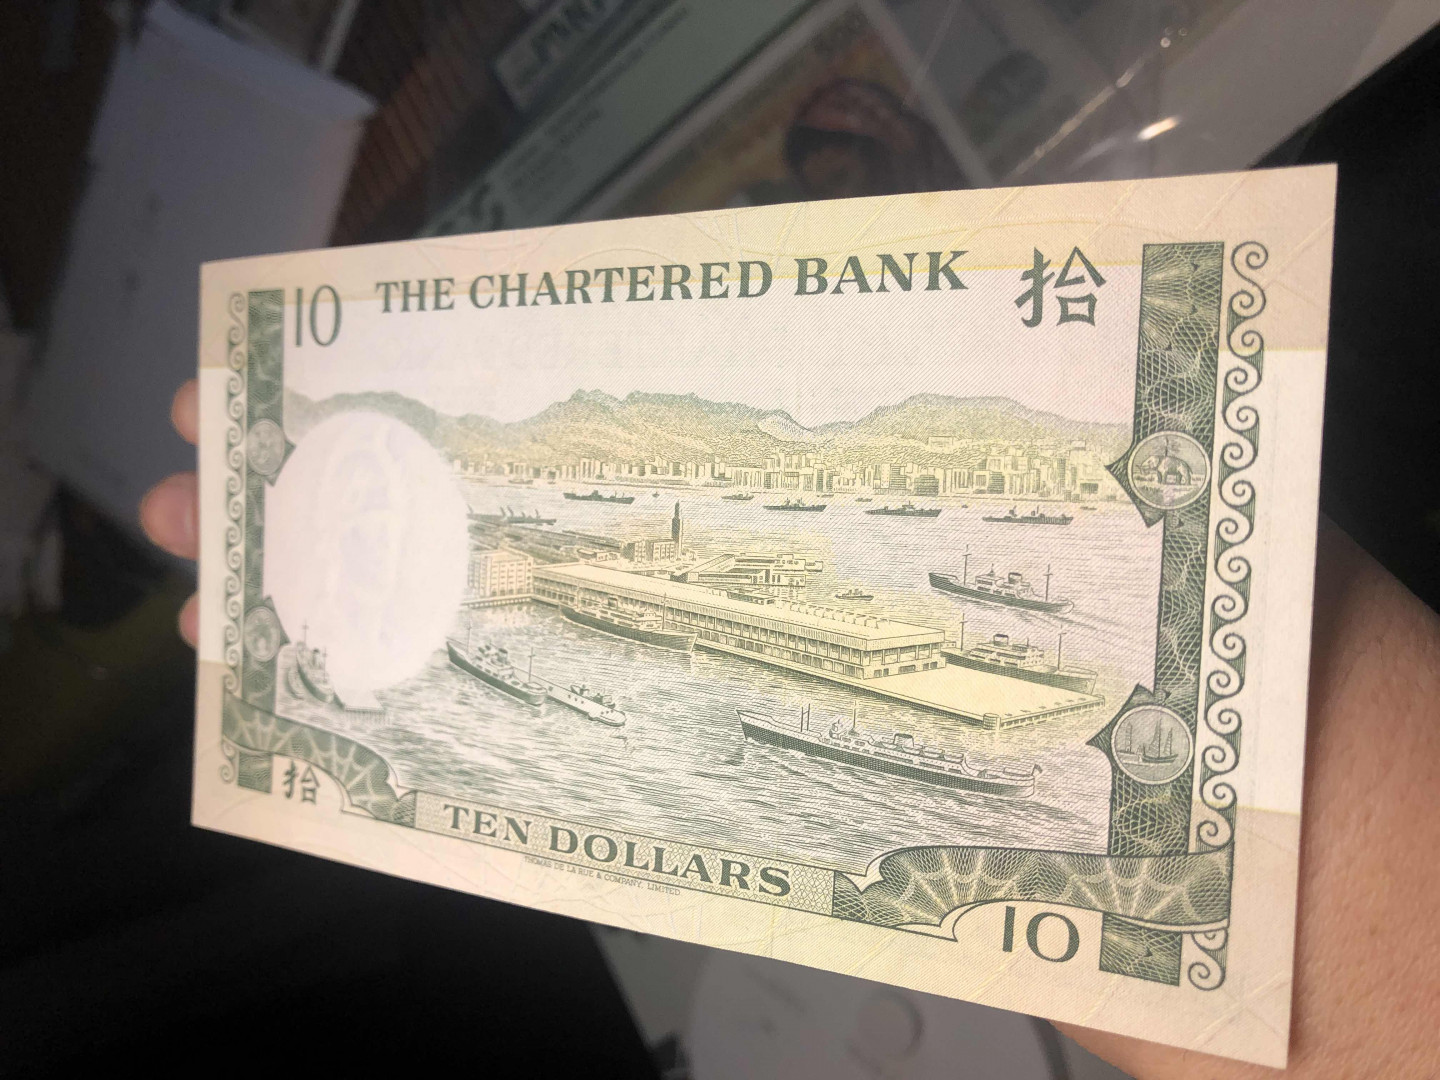 10 THE CHARTERED BANK 拾
拾
TEN DOLLARS
THOMAS DE LA RUE & COMPANY, LIMITED
10